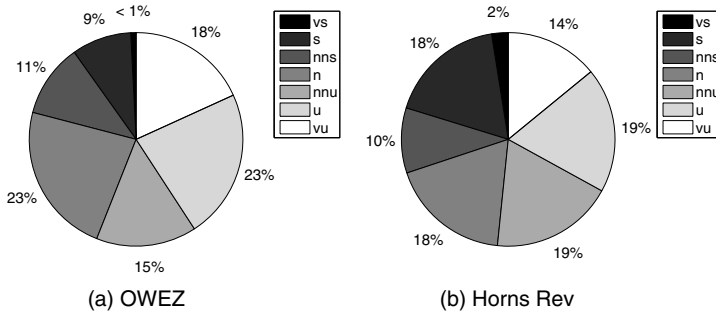 < 1%
9%
18%
11%
23%
23%
15%
vs
s
nns
n
nnu
u
vu
(a) OWEZ
2%
14%
18%
10%
19%
18%
19%
vs
s
nns
n
nnu
u
vu
(b) Horns Rev